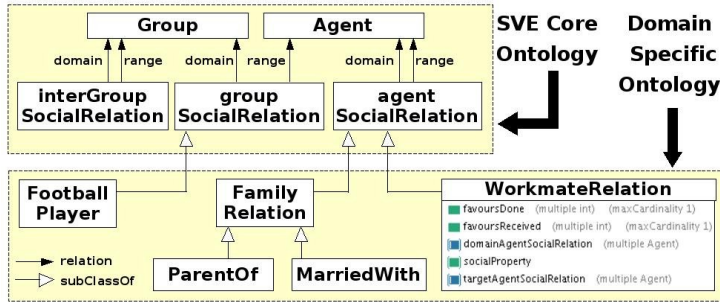 Group
Agent
SVE Core
Ontology
Domain
Specific
Ontology
domain
range
domain
range
domain
range
interGroup
SocialRelation
group
SocialRelation
agent
SocialRelation
Football
Player
Family
Relation
WorkmateRelation
favoursDone (multiple int) (maxCardinality 1)
favoursReceived (multiple int) (maxCardinality 1)
domainAgentSocialRelation (multiple Agent)
socialProperty
targetAgentSocialRelation (multiple Agent)
relation
subClassOf
ParentOf
MarriedWith